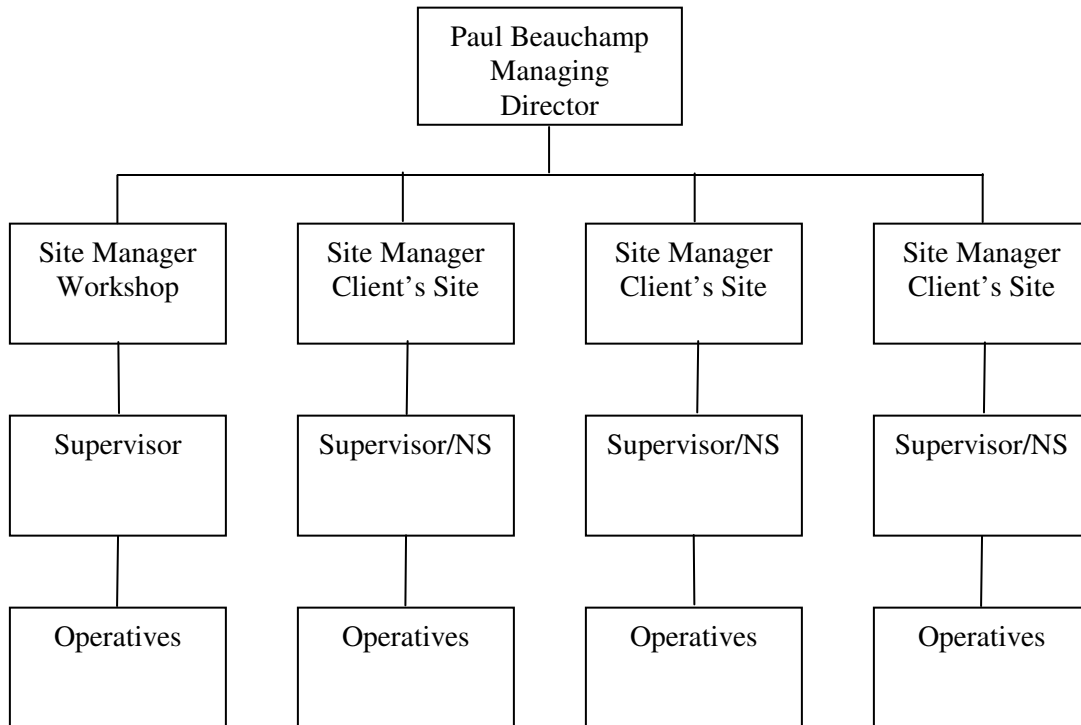 Paul Beauchamp
Managing
Director
Site Manager
Workshop
Site Manager
Client's Site
Site Manager
Client's Site
Site Manager
Client's Site
Supervisor
Supervisor/NS
Supervisor/NS
Supervisor/NS
Operatives
Operatives
Operatives
Operatives